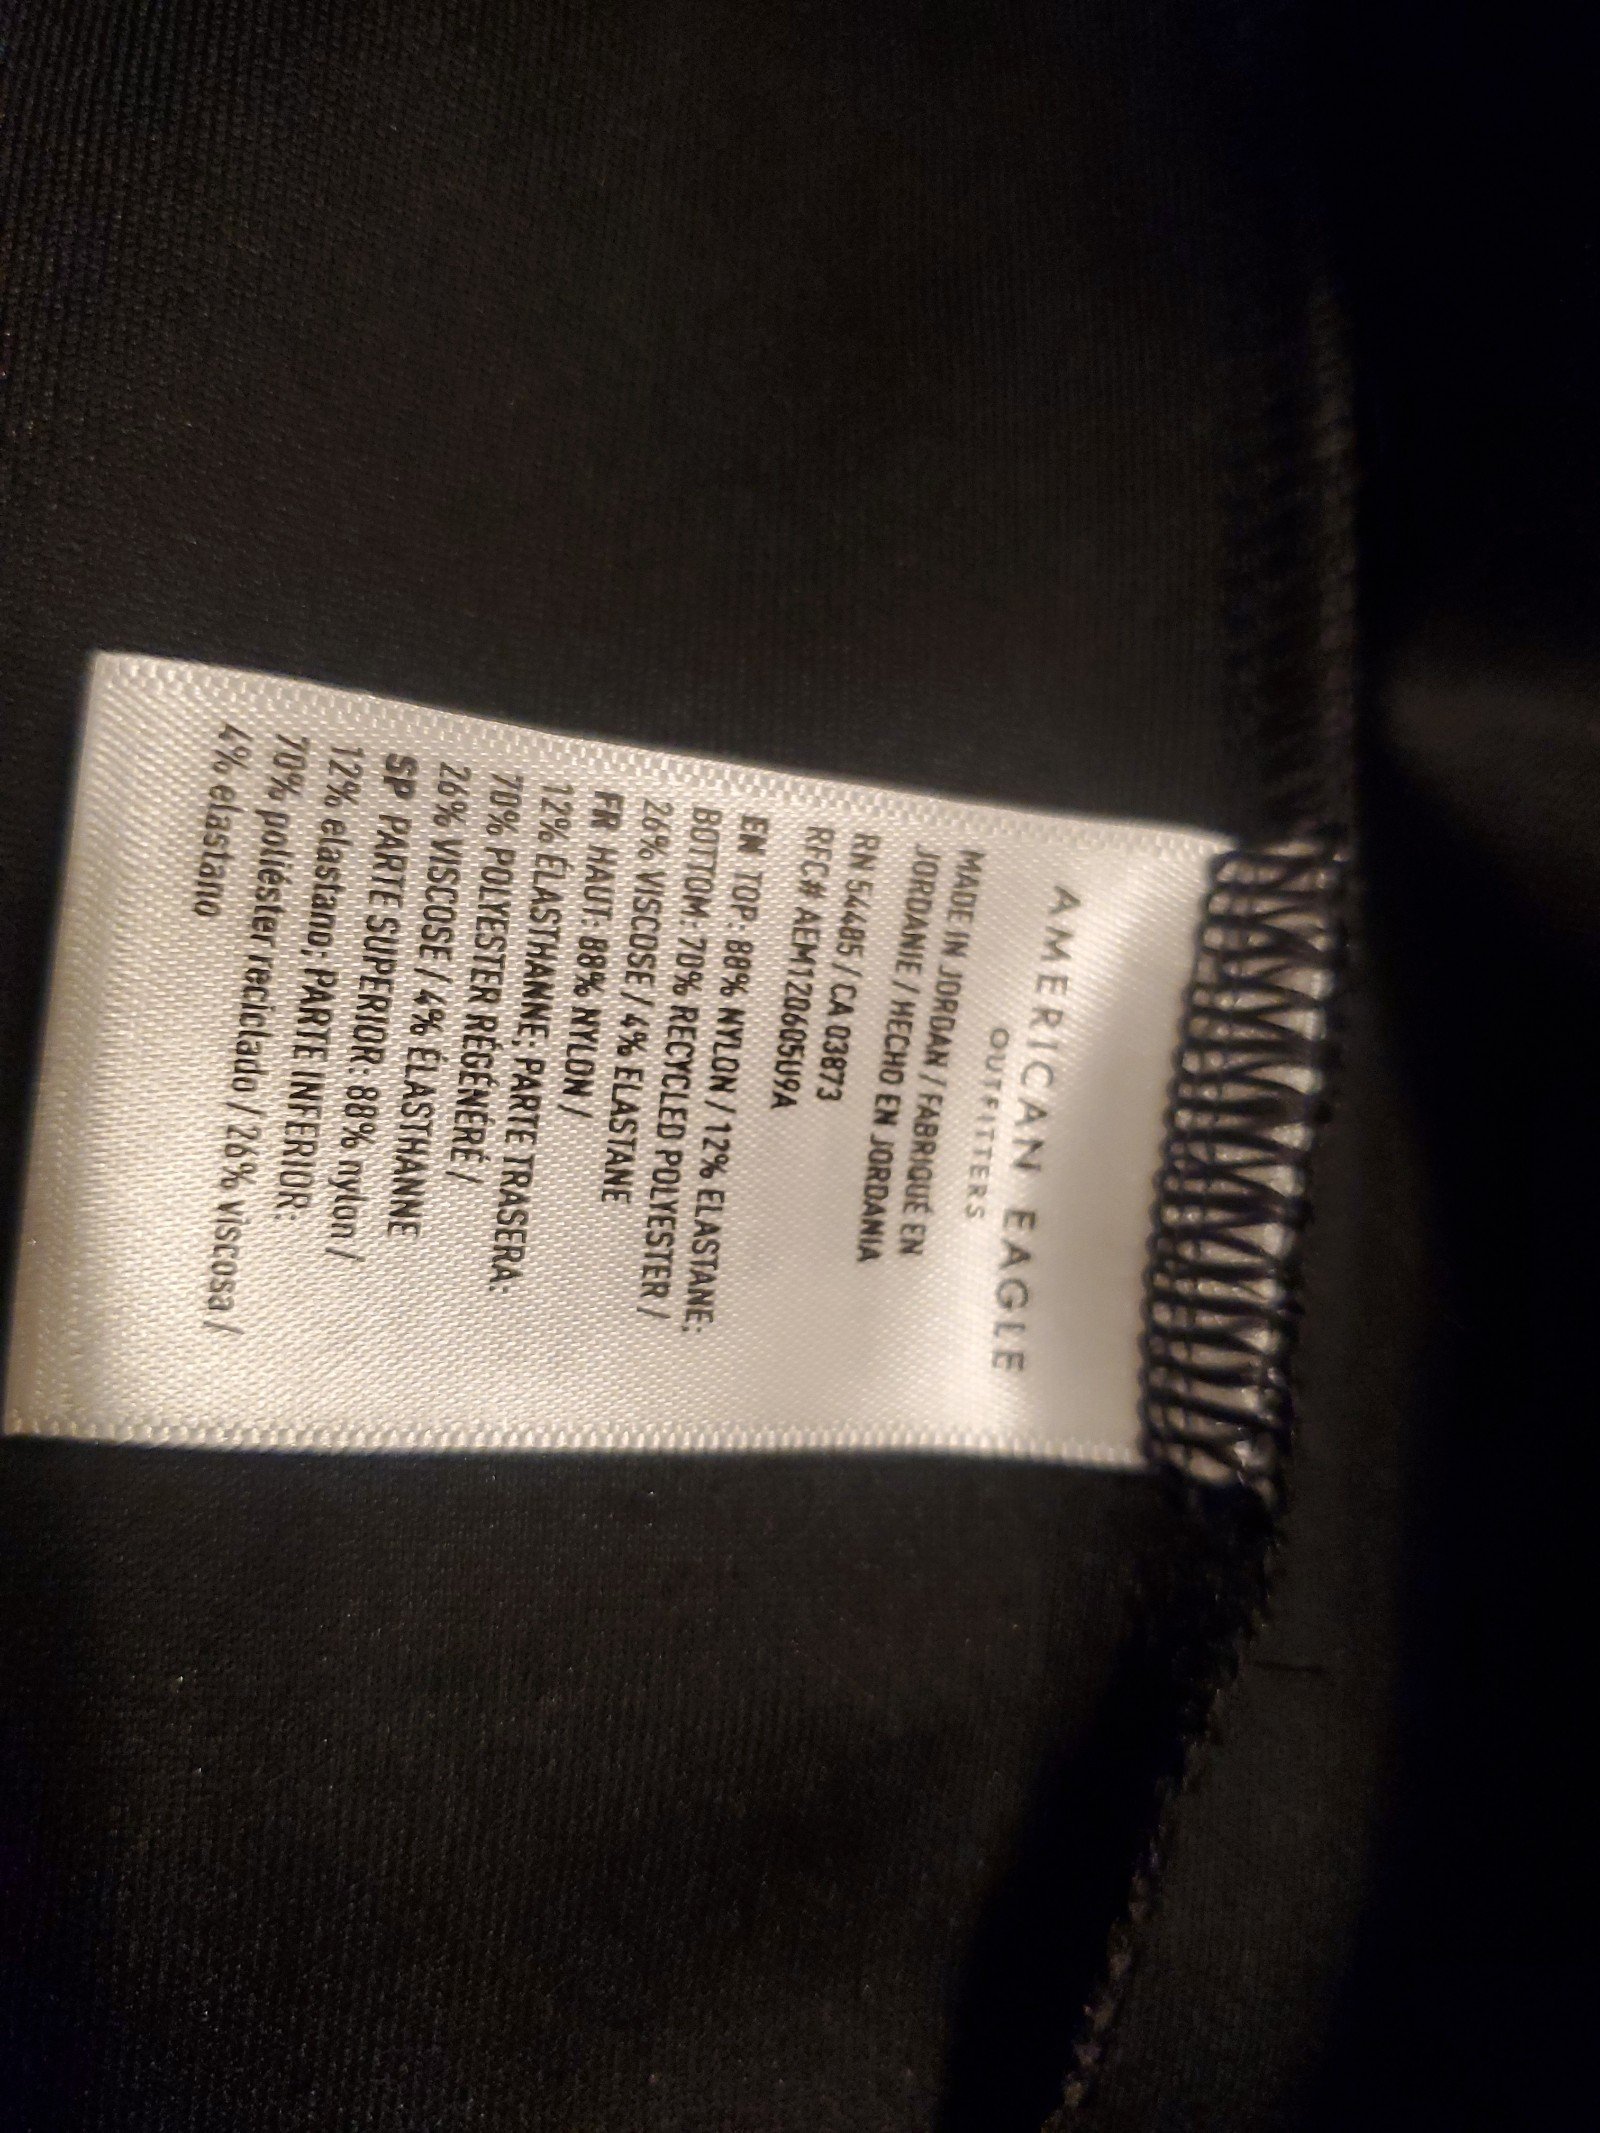 AMERICAN EAGLE
OUTFITTERS
MADE IN JORDAN / FABRIQUÉ EN
JORDANIE / HECHO EN JORDANIA
RN 54485 / CA 03873
RFC# AEM120605U9A
EN TOP: 88% NYLON / 12% ELASTANE;
BOTTOM: 70% RECYCLED POLYESTER /
26% VISCOSE / 4% ELASTANE
FR HAUT: 88% NYLON /
12% ÉLASTHANNE; PARTE TRASERA:
70% POLYESTER RÉGÉNÉRÉ /
26% VISCOSE / 4% ÉLASTHANNE
SP PARTE SUPERIOR: 88% nylon /
12% elastano; PARTE INFERIOR:
70% poliéster reciclado / 26% viscosa /
4% elastano